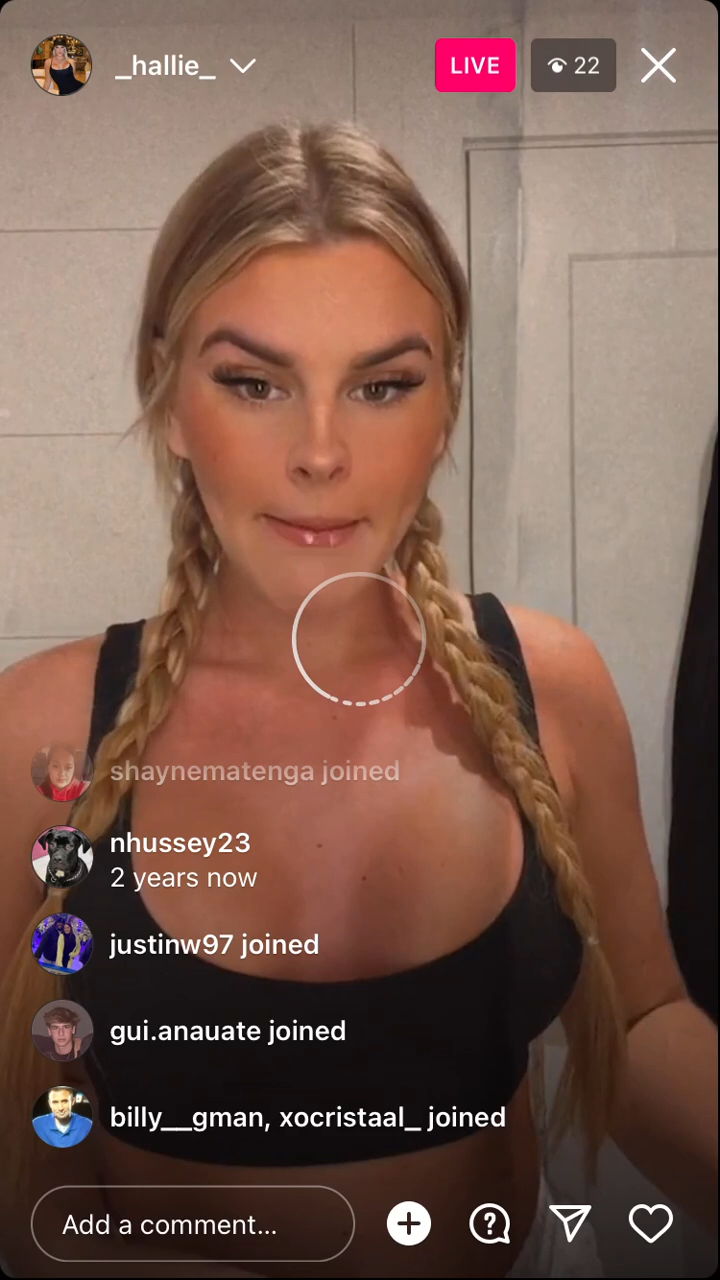 _hallie_
LIVE
22
shaynematenga joined
nhussey23
2 years now
justinw97 joined
gui.anauate joined
billy__gman, xocristaal_ joined
Add a comment...